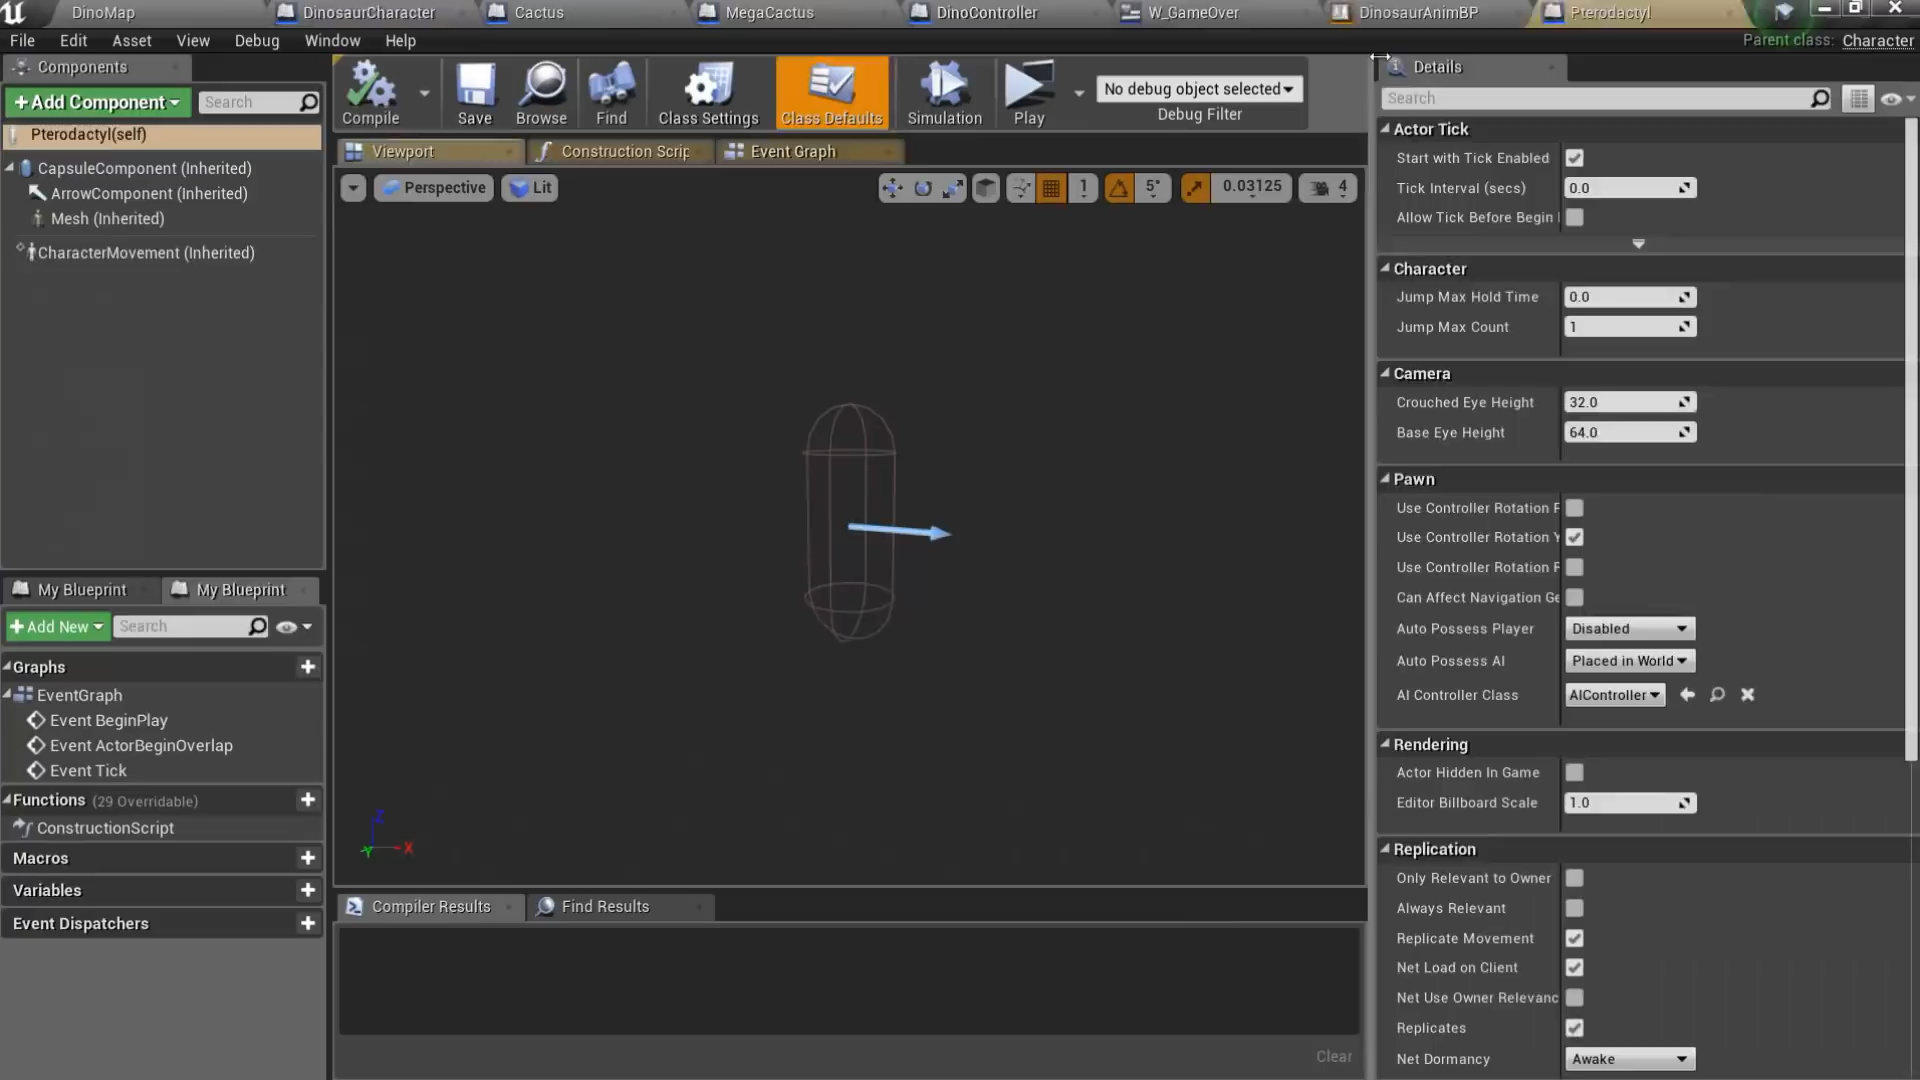 DinoMap
DinosaurCharacter
Cactus
MegaCactus
DinoController
W_GameOver
DinosaurAnimBP
Pterodactyl
File
Edit
Asset
View
Debug
Window
Help
Parent class: Character
Components
+Add Component
Search
Pterodactyl(self)
CapsuleComponent (Inherited)
ArrowComponent (Inherited)
Mesh (Inherited)
CharacterMovement (Inherited)
Compile
Save
Browse
Find
Class Settings
Class Defaults
Simulation
Play
No debug object selected
Debug Filter
Viewport
Construction Scrip
Event Graph
Perspective
Lit
1
5°
0.03125
4
Z
Y
X
My Blueprint
My Blueprint
+Add New
Search
Graphs
EventGraph
Event BeginPlay
Event ActorBeginOverlap
Event Tick
Functions (29 Overridable)
ConstructionScript
Macros
Variables
Event Dispatchers
Compiler Results
Find Results
Clear
Details
Search
Actor Tick
Start with Tick Enabled
Tick Interval (secs) 0.0
Allow Tick Before Begin
Character
Jump Max Hold Time 0.0
Jump Max Count 1
Camera
Crouched Eye Height 32.0
Base Eye Height 64.0
Pawn
Use Controller Rotation P
Use Controller Rotation Y
Use Controller Rotation R
Can Affect Navigation Ge
Auto Possess Player Disabled
Auto Possess AI Placed in World
AI Controller Class AIController
Rendering
Actor Hidden In Game
Editor Billboard Scale 1.0
Replication
Only Relevant to Owner
Always Relevant
Replicate Movement
Net Load on Client
Net Use Owner Relevanc
Replicates
Net Dormancy Awake